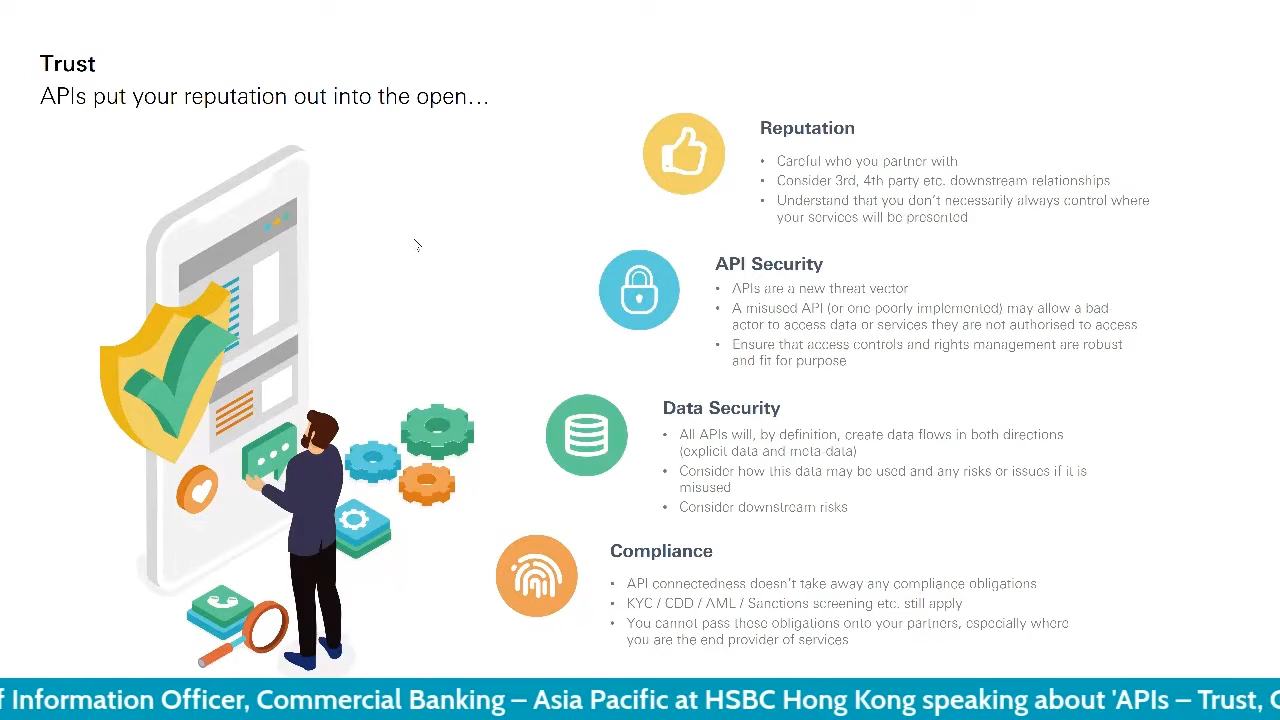 Trust
APIs put your reputation out into the open...
Reputation
• Careful who you partner with
• Consider 3rd, 4th party etc. downstream relationships
• Understand that you don't necessarily always control where
your services will be presented
API Security
• APIs are a new threat vector
• A misused API (or one poorly implemented) may allow a bad
actor to access data or services they are not authorised to access
• Ensure that access controls and rights management are robust
and fit for purpose
Data Security
• All APIs will, by definition, create data flows in both directions
(explicit data and meta-data)
• Consider how this data may be used and any risks or issues if it is
misused
• Consider downstream risks
Compliance
• API connectedness doesn't take away any compliance obligations
• KYC / CDD / AML / Sanctions screening etc. still apply
• You cannot pass these obligations onto your partners, especially where
you are the end provider of services
f Information Officer, Commercial Banking – Asia Pacific at HSBC Hong Kong speaking about 'APIs – Trust,